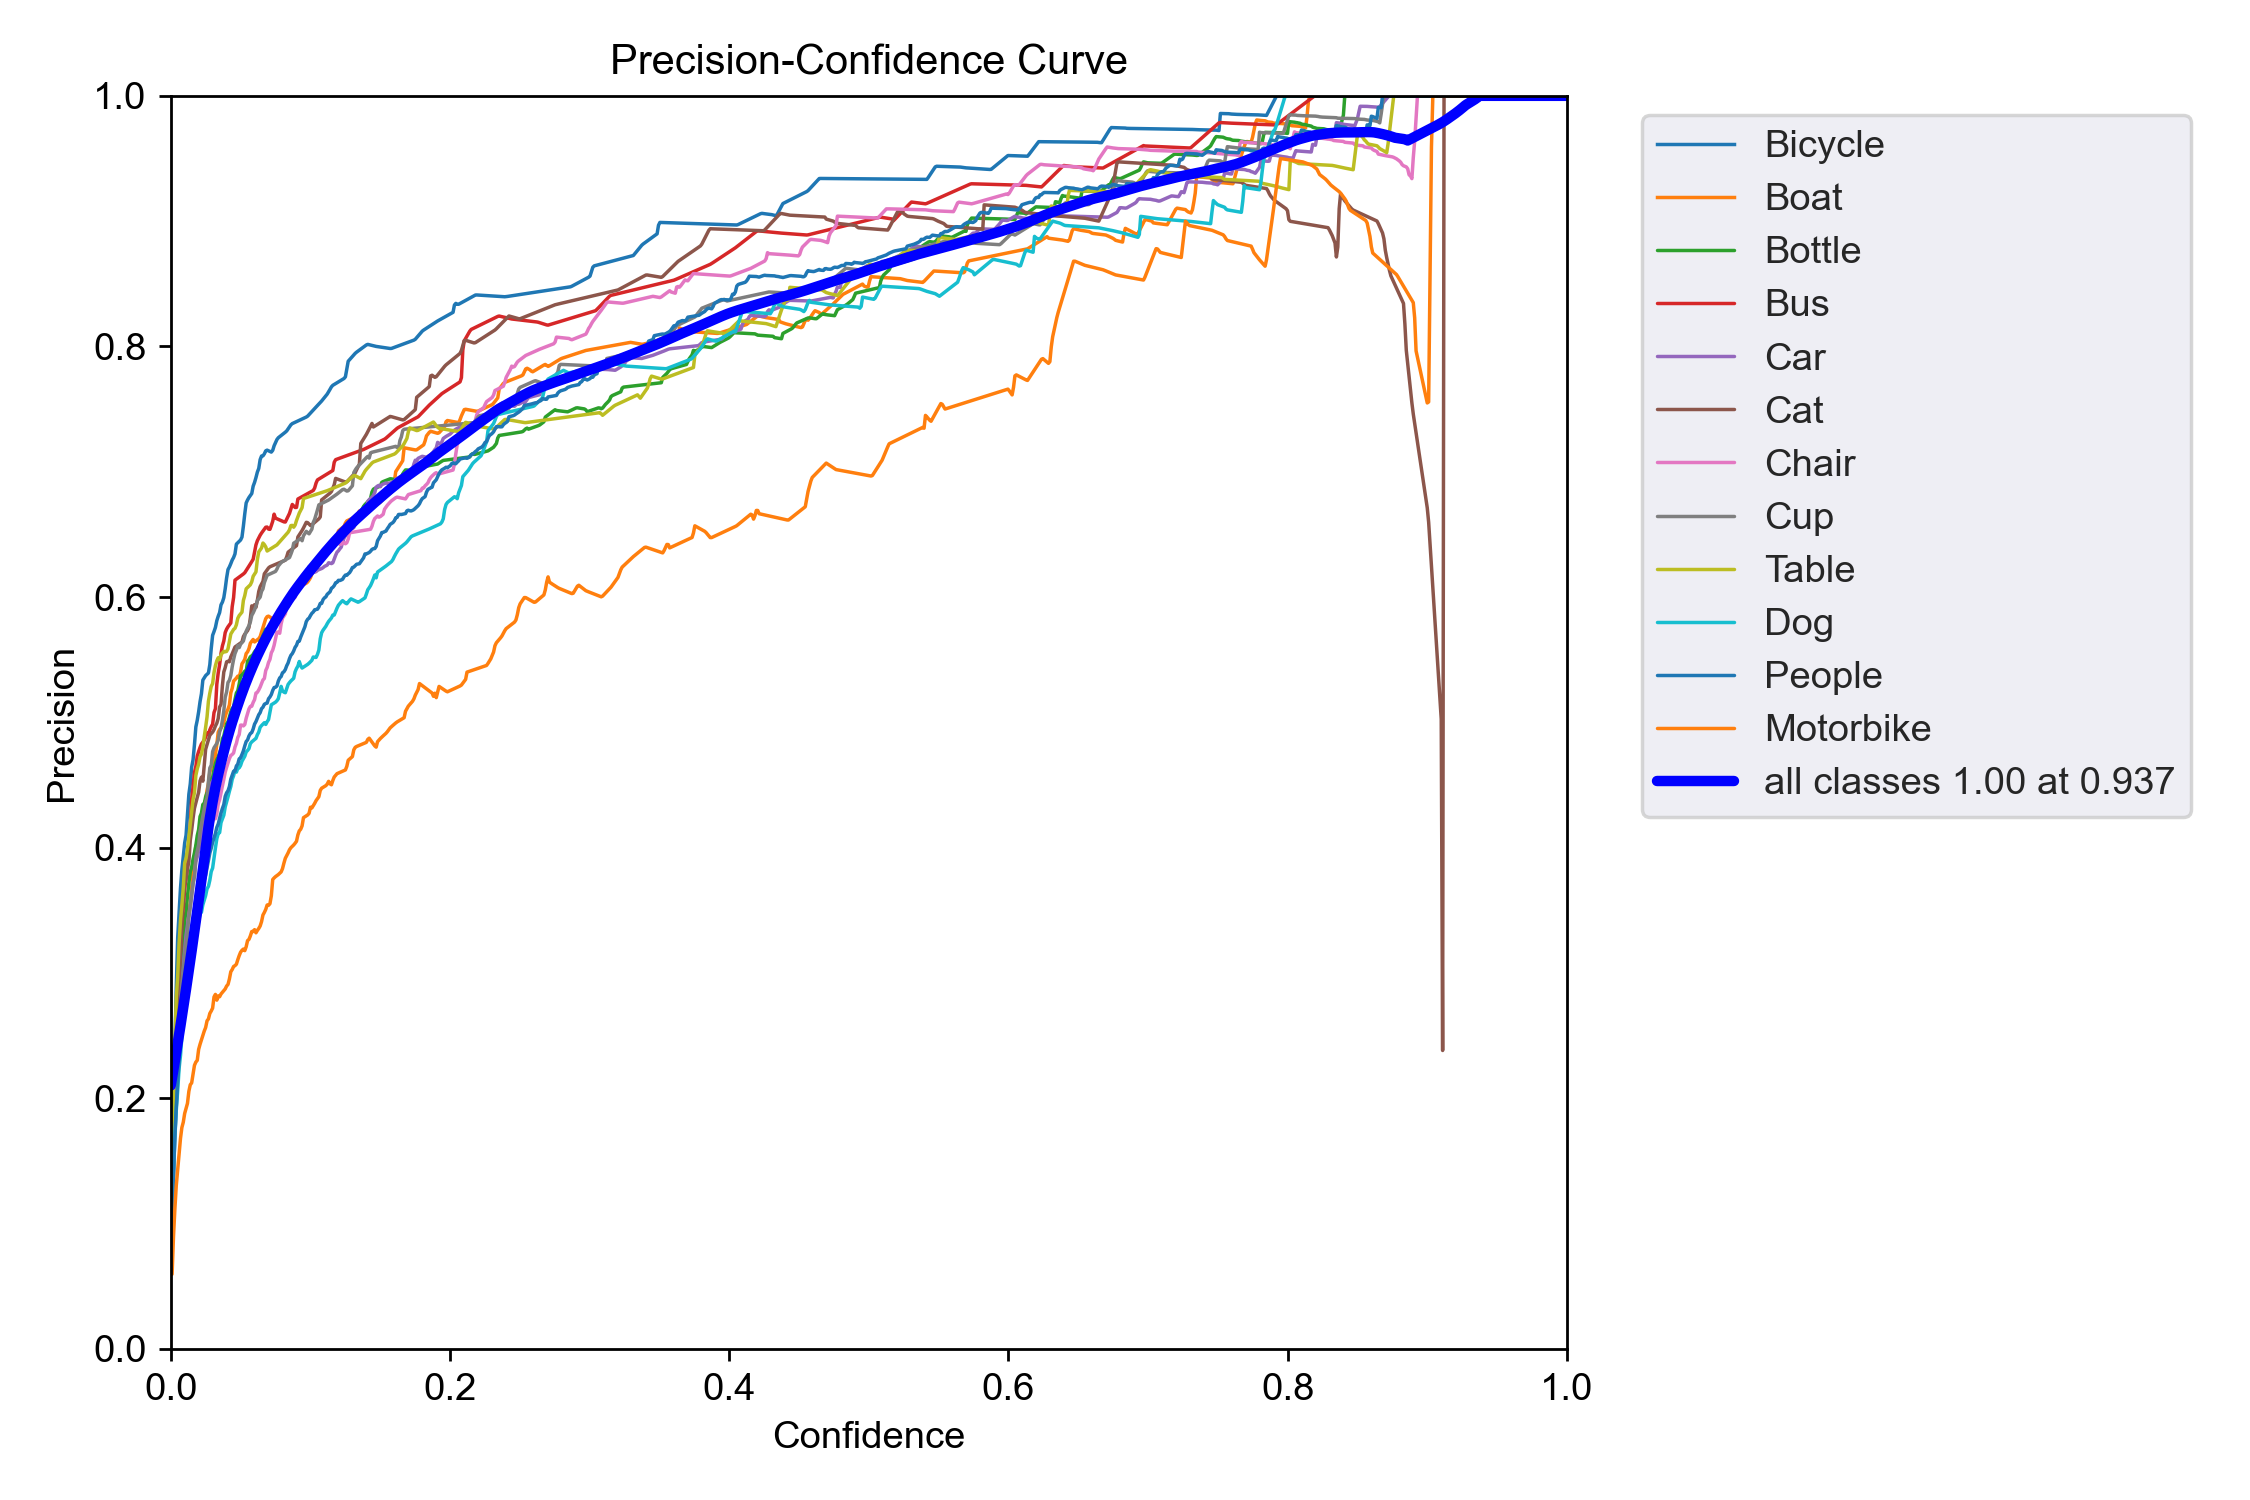 Precision-Confidence Curve
1.0
0.8
0.6
0.4
0.2
0.0
Precision
0.0 0.2 0.4 0.6 0.8 1.0
Confidence
Bicycle
Boat
Bottle
Bus
Car
Cat
Chair
Cup
Table
Dog
People
Motorbike
all classes 1.00 at 0.937